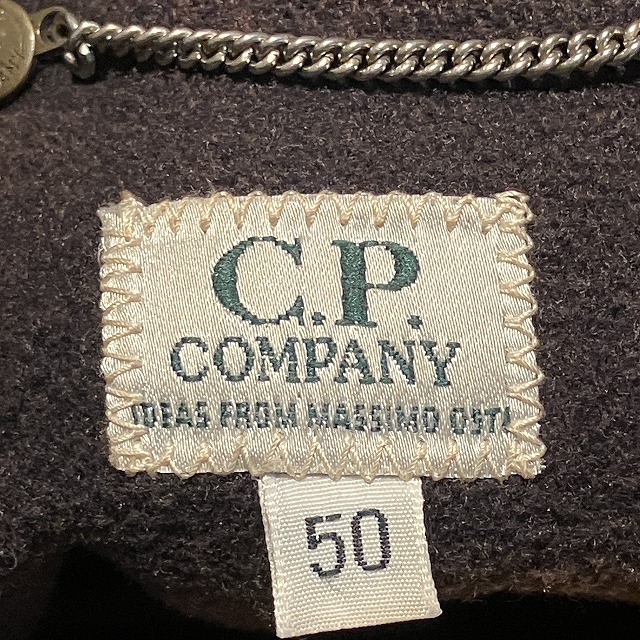 C.P.
COMPANY
IDEAS FROM MASSIMO OSTI
50